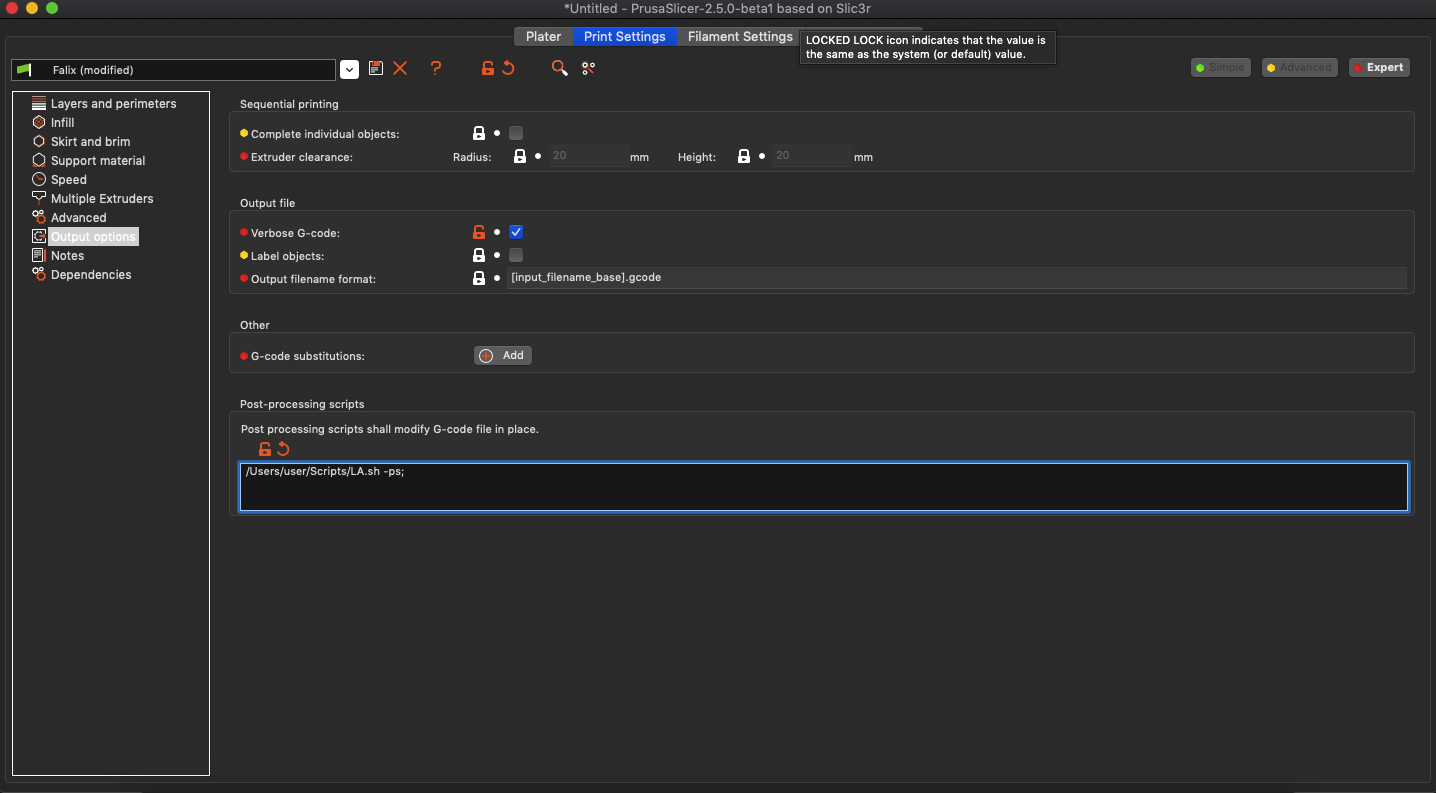 *Untitled - PrusaSlicer-2.5.0-beta1 based on Slic3r
Plater Print Settings Filament Settings
LOCKED LOCK icon indicates that the value is
the same as the system (or default) value.
Falix (modified)
?
Simple Advanced Expert
Layers and perimeters
Infill
Skirt and brim
Support material
Speed
Multiple Extruders
Advanced
Output options
Notes
Dependencies
Sequential printing
Complete individual objects:
Extruder clearance: Radius: 20 mm Height: 20 mm
Output file
Verbose G-code:
Label objects:
Output filename format: [input_filename_base].gcode
Other
G-code substitutions: Add
Post-processing scripts
Post processing scripts shall modify G-code file in place.
/Users/user/Scripts/LA.sh -ps;